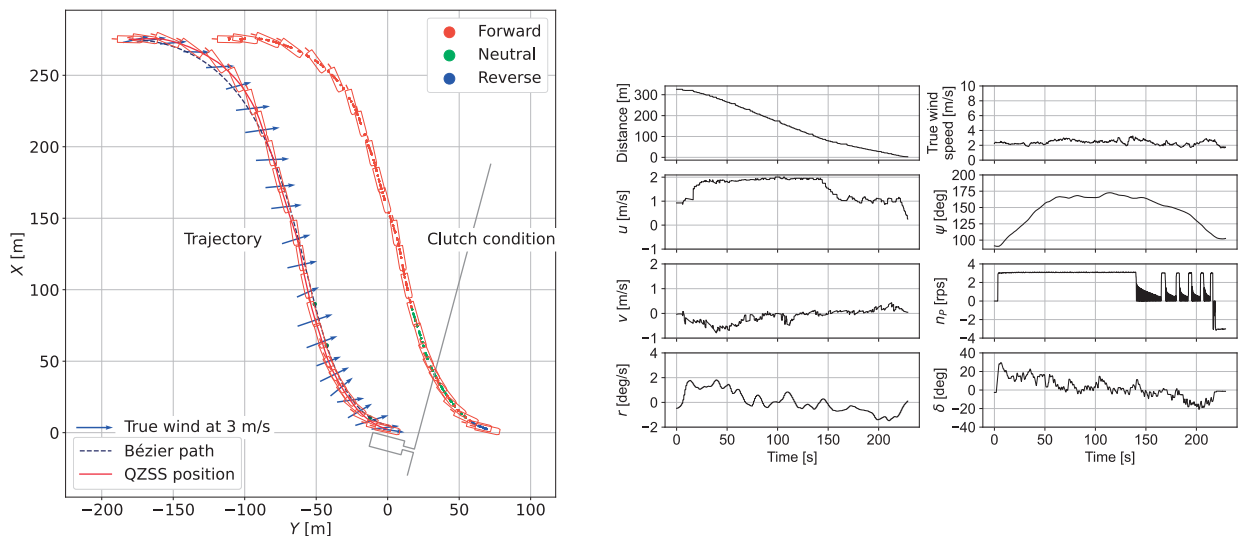 Forward
Neutral
Reverse
Trajectory
Clutch condition
True wind at 3 m/s
Bézier path
QZSS position
X [m]
250
200
150
100
50
0
−200
−150
−100
−50
0
50
100
Y [m]
Distance [m]
300
200
100
0
True wind
speed [m/s]
10
8
6
4
2
0
u [m/s]
2
1
0
−1
ψ [deg]
200
175
150
125
100
v [m/s]
2
1
0
−1
n_P [rps]
4
2
0
−2
−4
r [deg/s]
4
2
0
−2
δ [deg]
40
20
0
−20
−40
0
50
100
150
200
Time [s]
0
50
100
150
200
Time [s]